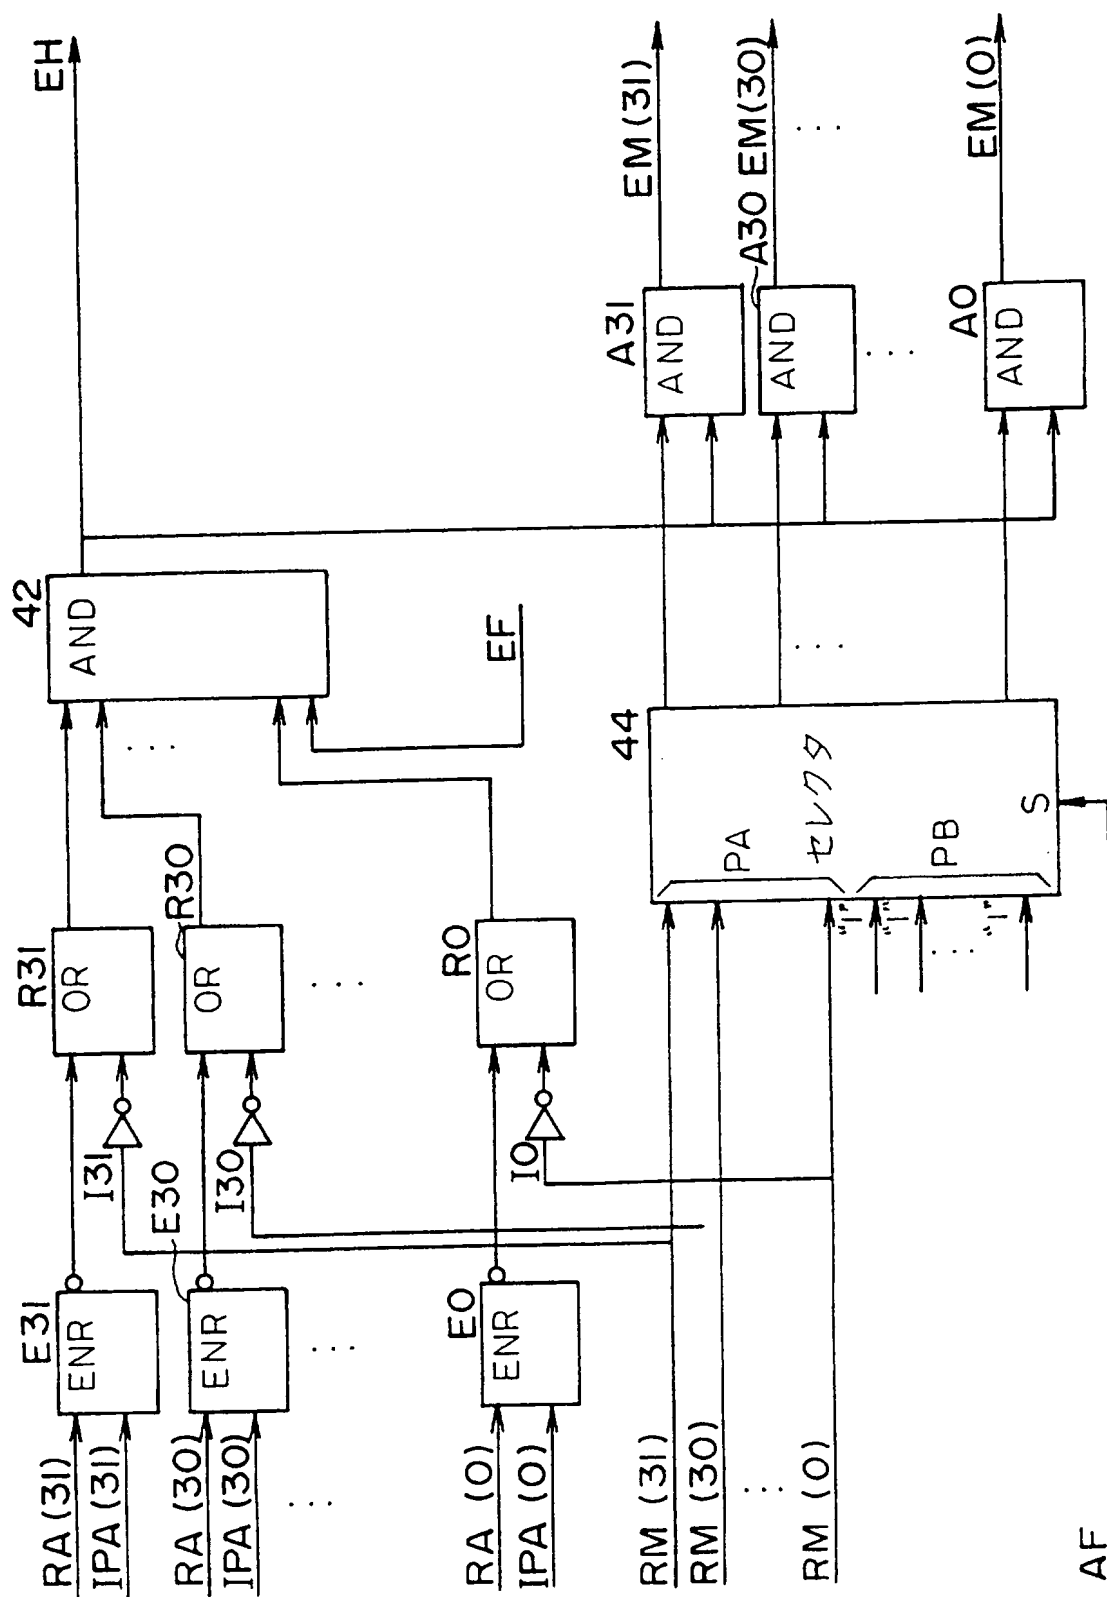 RA (31)
IPA (31)
E31
ENR
I31
R31
OR
42
AND
EH
RA (30)
IPA (30)
E30
ENR
I30
R30
OR
...
...
...
...
RA (0)
IPA (0)
E0
ENR
I0
R0
OR
EF
RM (31)
RM (30)
...
RM (0)
44
PA
セレクタ
PB
S
"1"
"1"
...
"1"
...
A31
AND
EM (31)
A30
AND
EM (30)
...
...
A0
AND
EM (0)
AF